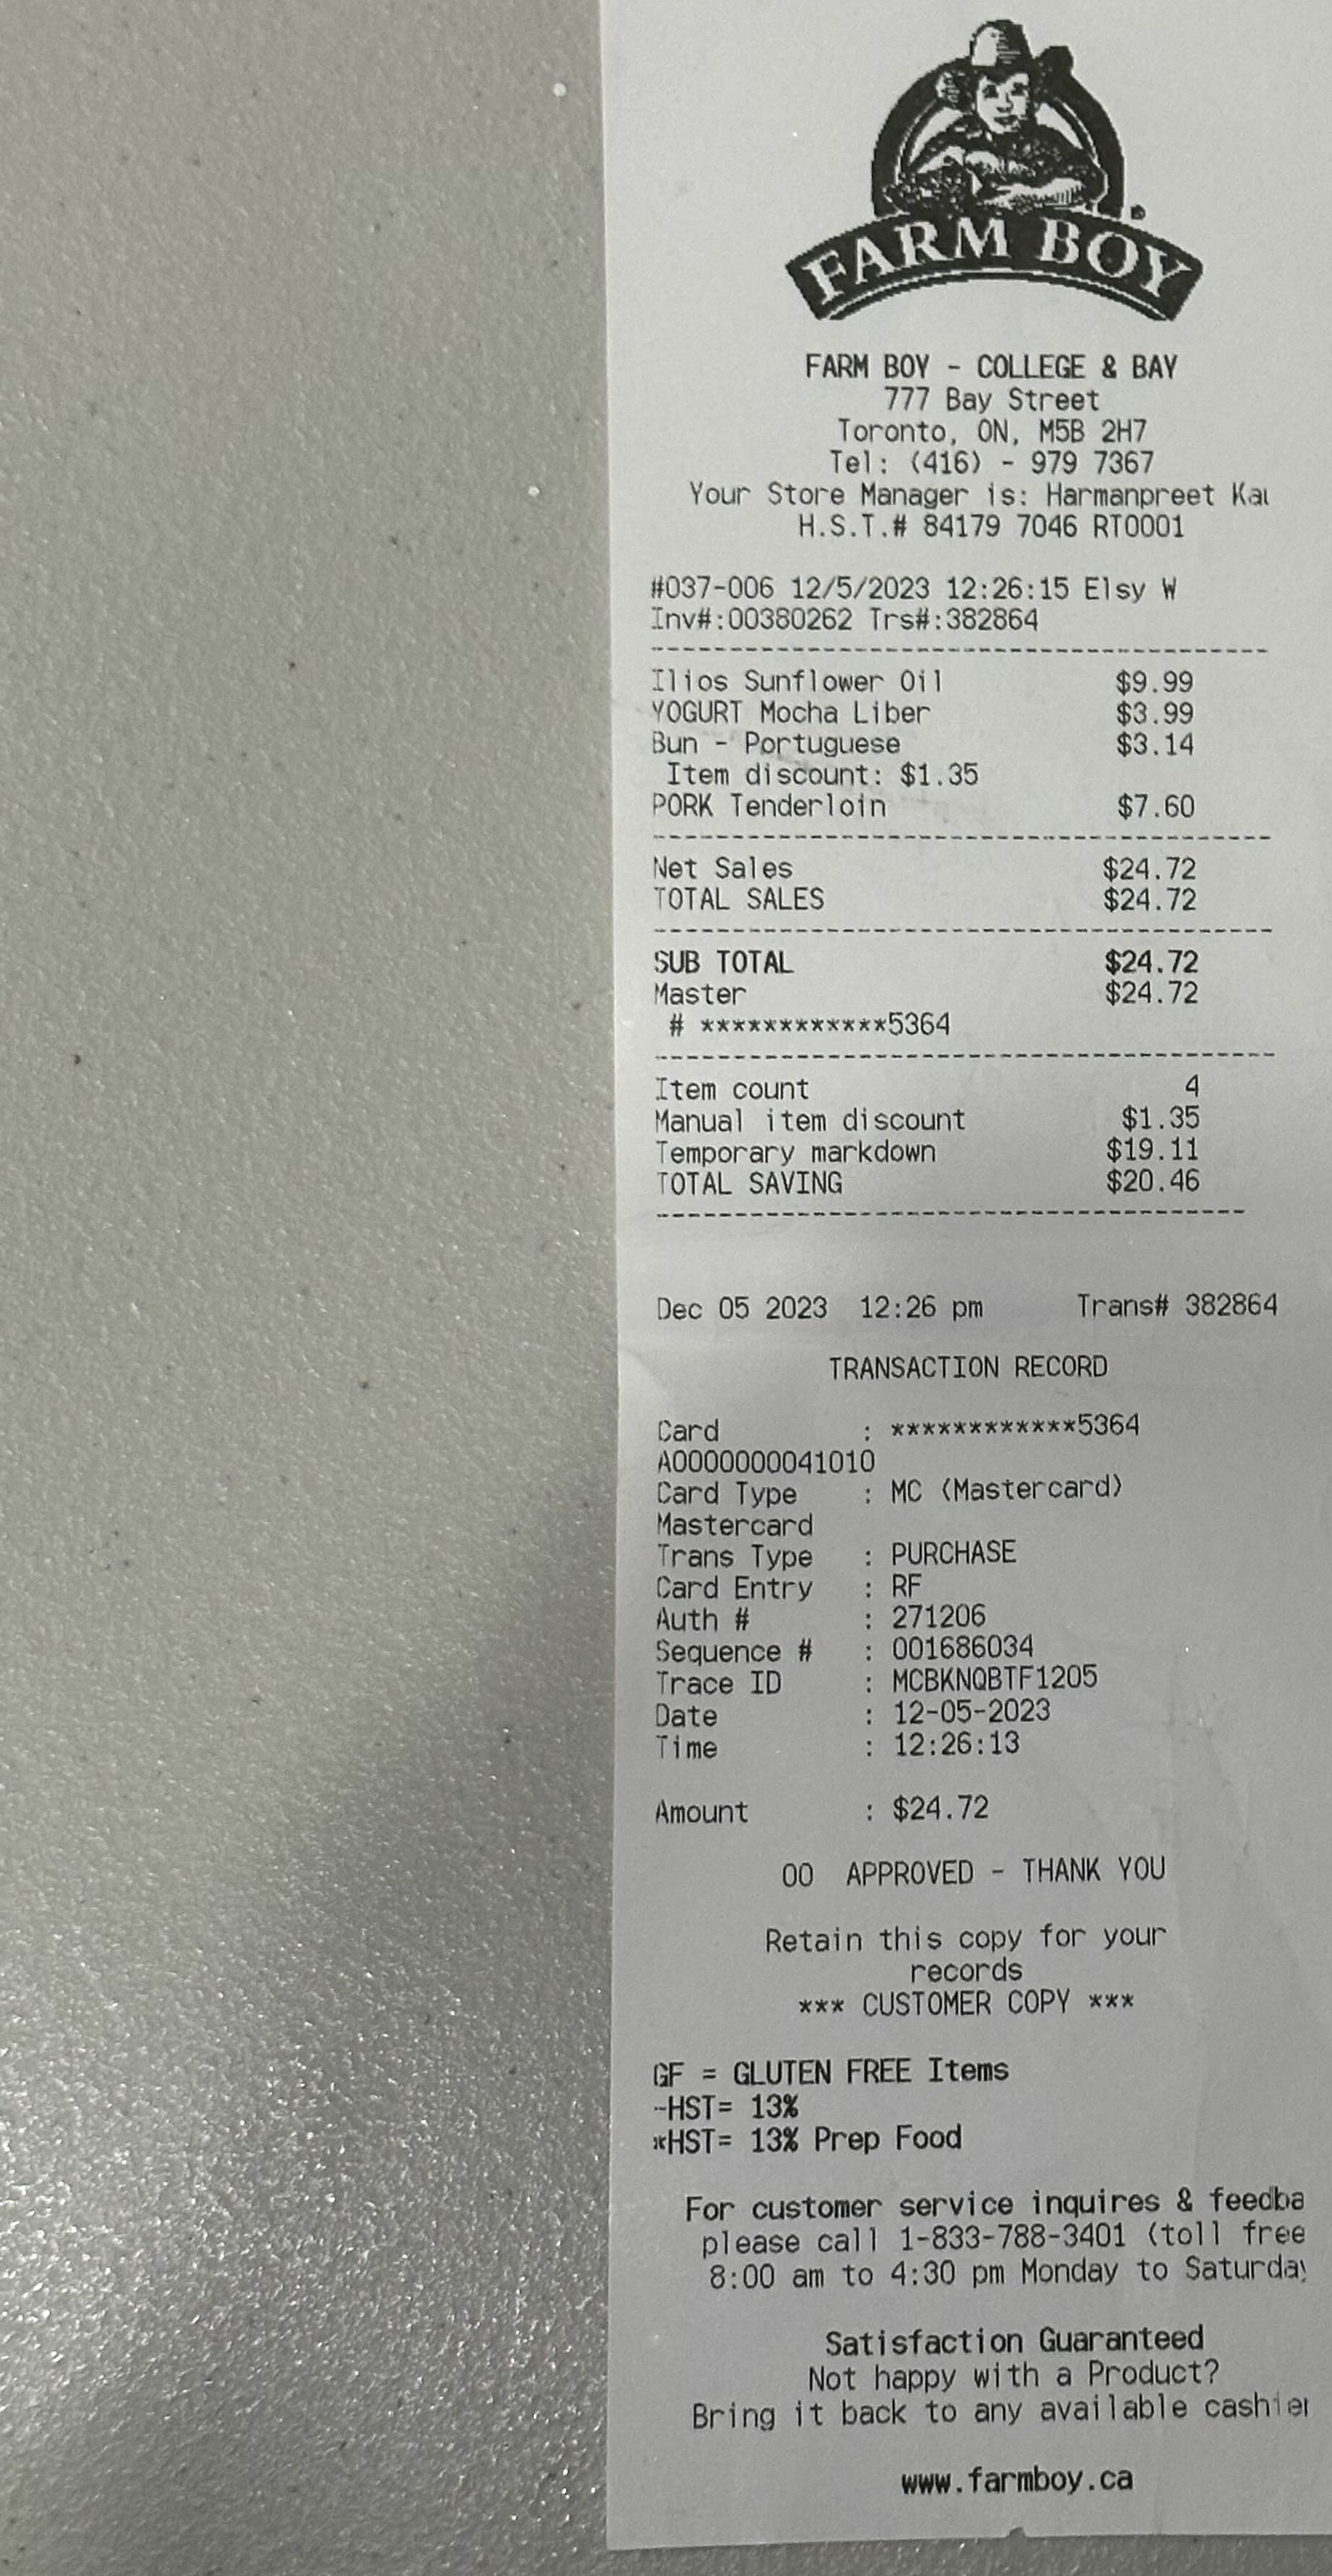 FARM BOY
FARM BOY - COLLEGE & BAY
777 Bay Street
Toronto, ON, M5B 2H7
Tel: (416) - 979 7367
Your Store Manager is: Harmanpreet
H.S.T.# 84179 7046 RT0001
#037-006 12/5/2023 12:26:15 Elsy W
Inv#:00380262 Trs#:382864
Ilios Sunflower Oil $9.99
YOGURT Mocha Liber $3.99
Bun - Portuguese $3.14
Item discount: $1.35
PORK Tenderloin $7.60
Net Sales $24.72
TOTAL SALES $24.72
SUB TOTAL $24.72
Master $24.72
# ************5364
Item count 4
Manual item discount $1.35
Temporary markdown $19.11
TOTAL SAVING $20.46
Dec 05 2023 12:26 pm Trans# 382864
TRANSACTION RECORD
Card : ************5364
A0000000041010
Card Type : MC (Mastercard)
Mastercard
Trans Type : PURCHASE
Card Entry : RF
Auth # : 271206
Sequence # : 001686034
Trace ID : MCBKNQBTF1205
Date : 12-05-2023
Time : 12:26:13
Amount : $24.72
00 APPROVED - THANK YOU
Retain this copy for your
records
*** CUSTOMER COPY ***
GF = GLUTEN FREE Items
-HST= 13%
*HST= 13% Prep Food
For customer service inquires & feedba
please call 1-833-788-3401 (toll free
8:00 am to 4:30 pm Monday to Saturday
Satisfaction Guaranteed
Not happy with a Product?
Bring it back to any available cashier
www.farmboy.ca